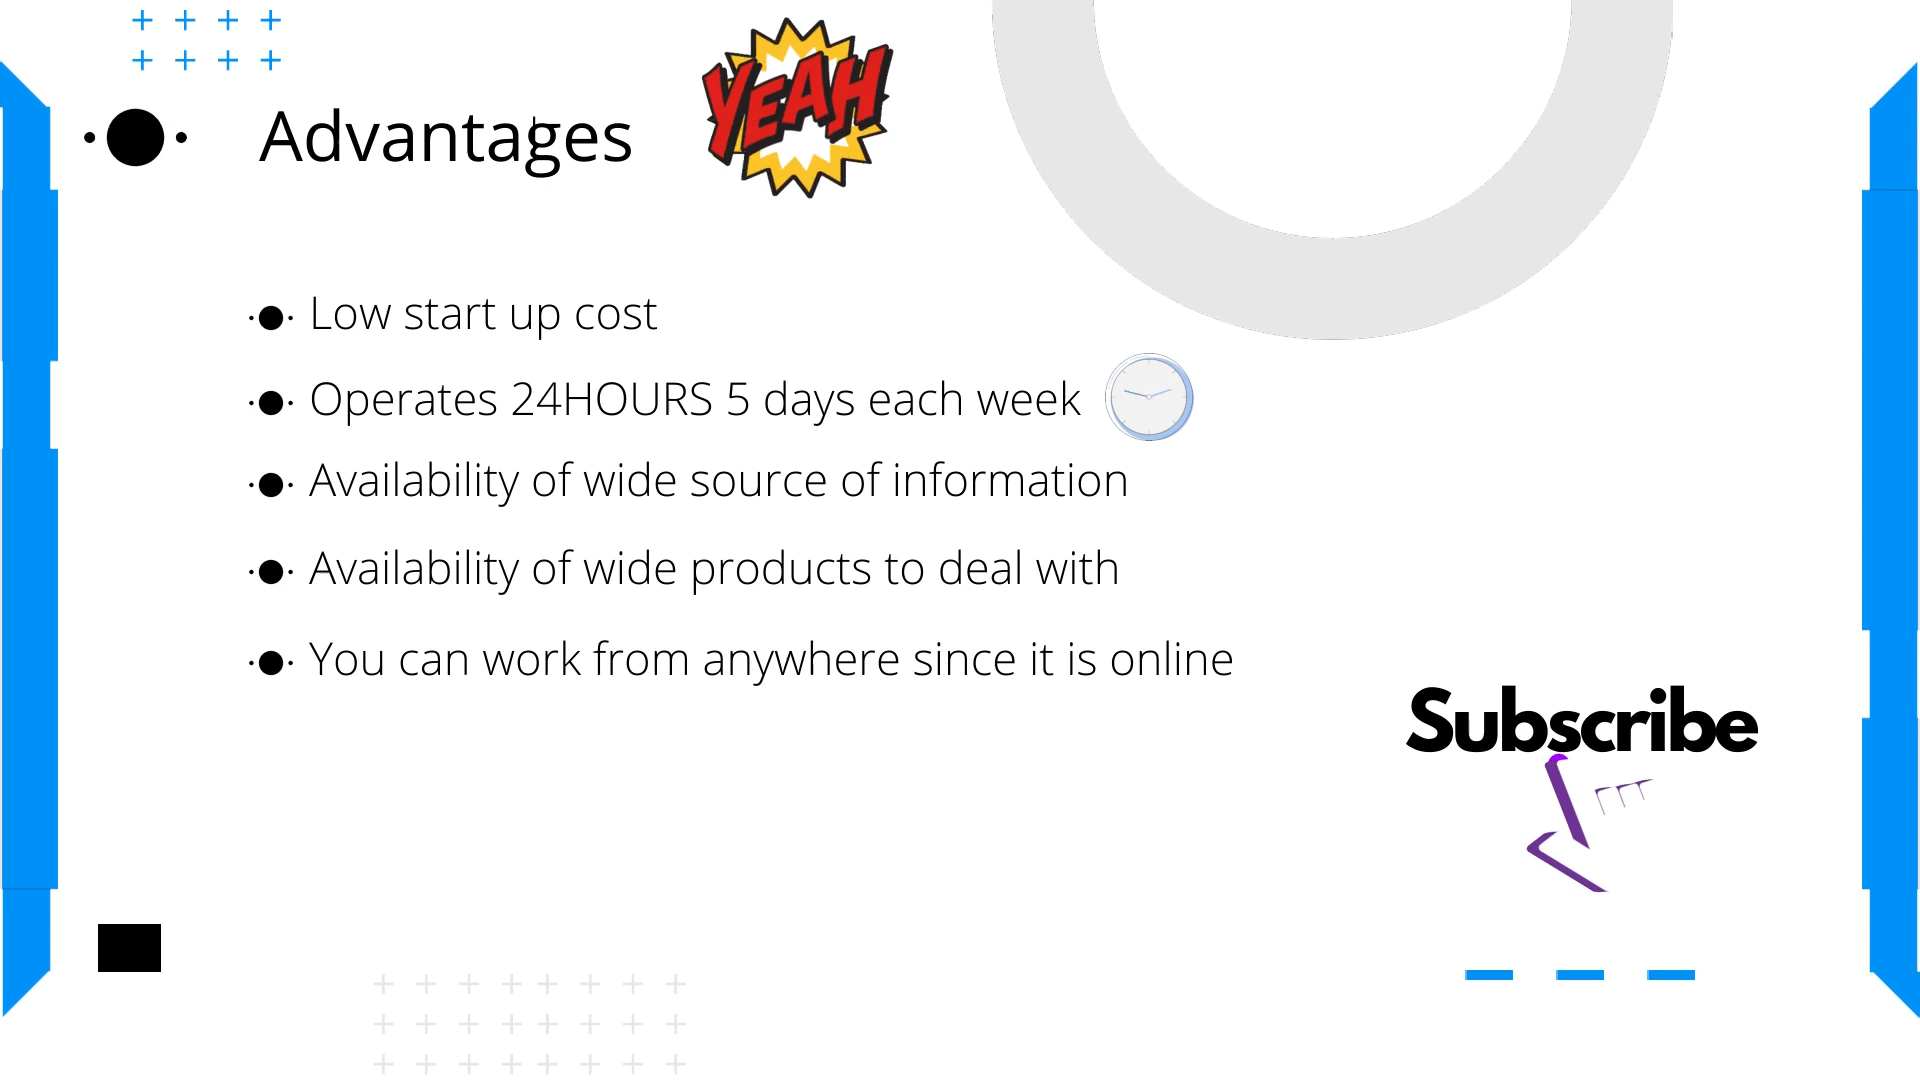 YEAH
Advantages
Low start up cost
Operates 24HOURS 5 days each week
Availability of wide source of information
Availability of wide products to deal with
You can work from anywhere since it is online
Subscribe